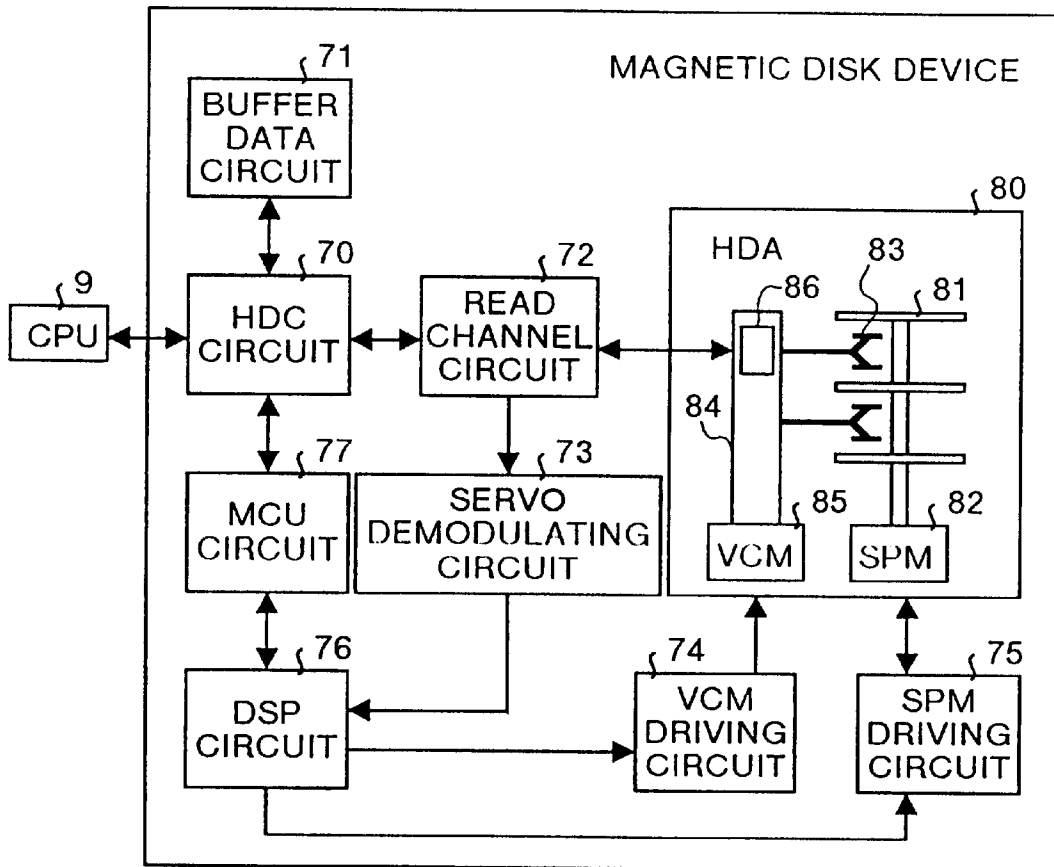 MAGNETIC DISK DEVICE
71
BUFFER
DATA
CIRCUIT
9
CPU
70
HDC
CIRCUIT
72
READ
CHANNEL
CIRCUIT
80
HDA
83
86
81
84
85
VCM
82
SPM
77
MCU
CIRCUIT
73
SERVO
DEMODULATING
CIRCUIT
76
DSP
CIRCUIT
74
VCM
DRIVING
CIRCUIT
75
SPM
DRIVING
CIRCUIT